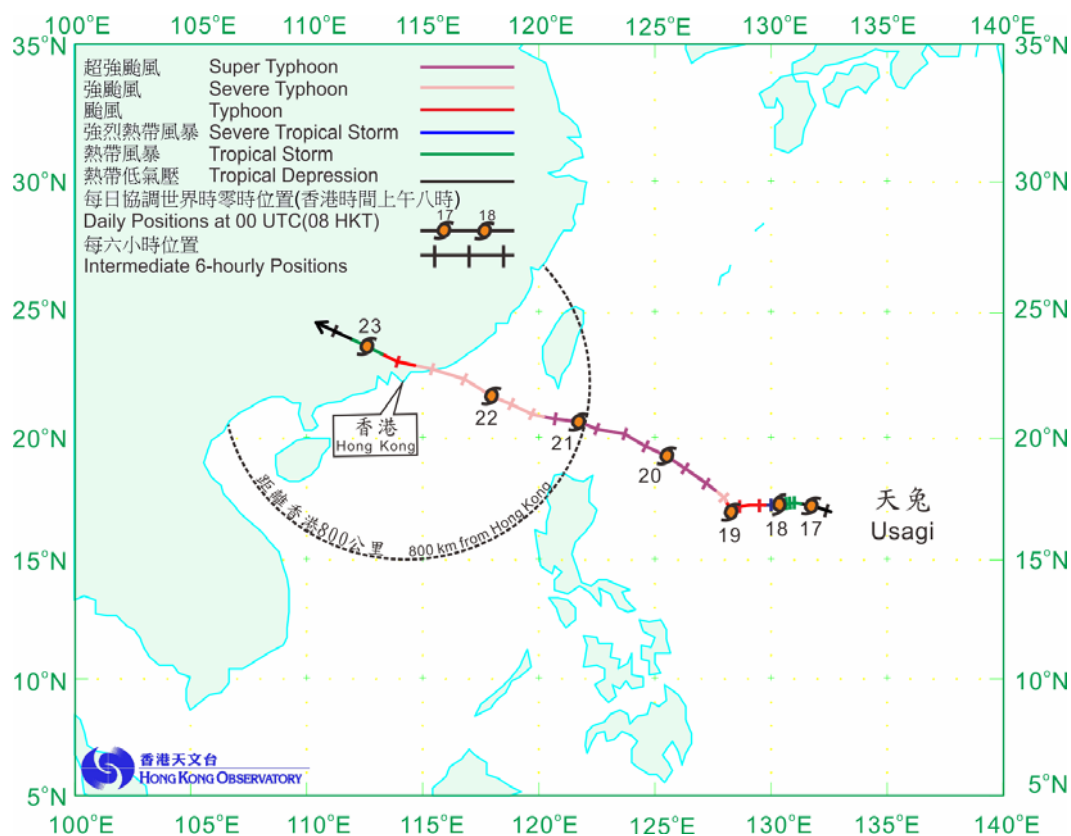 100°E 105°E 110°E 115°E 120°E 125°E 130°E 135°E 140°E
35°N 35°N
超強颱風 Super Typhoon
強颱風 Severe Typhoon
颱風 Typhoon
強烈熱帶風暴 Severe Tropical Storm
熱帶風暴 Tropical Storm
熱帶低氣壓 Tropical Depression
30°N 30°N
每日協調世界時零時位置(香港時間上午八時)
Daily Positions at 00 UTC(08 HKT)
17 18
每六小時位置
Intermediate 6-hourly Positions
25°N 25°N
23
22
21
20
19
18
17
香港
Hong Kong
20°N 20°N
天兔
Usagi
距離香港800公里
800 km from Hong Kong
15°N 15°N
10°N 10°N
香港天文台
HONG KONG OBSERVATORY
5°N 5°N
100°E 105°E 110°E 115°E 120°E 125°E 130°E 135°E 140°E